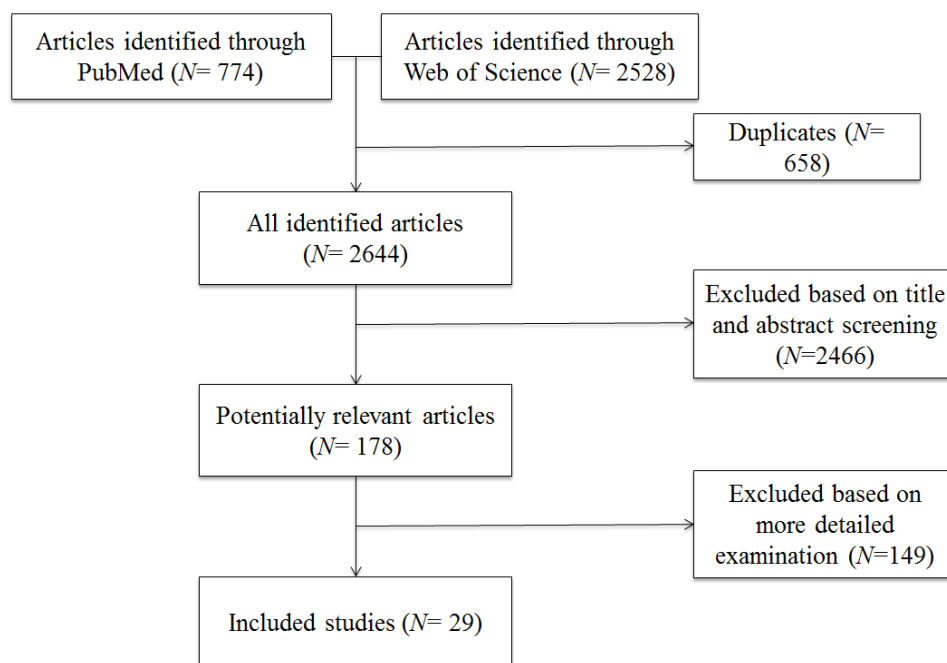 Articles identified through
PubMed (N= 774)
Articles identified through
Web of Science (N= 2528)
Duplicates (N=
658)
All identified articles
(N= 2644)
Excluded based on title
and abstract screening
(N=2466)
Potentially relevant articles
(N= 178)
Excluded based on
more detailed
examination (N=149)
Included studies (N= 29)